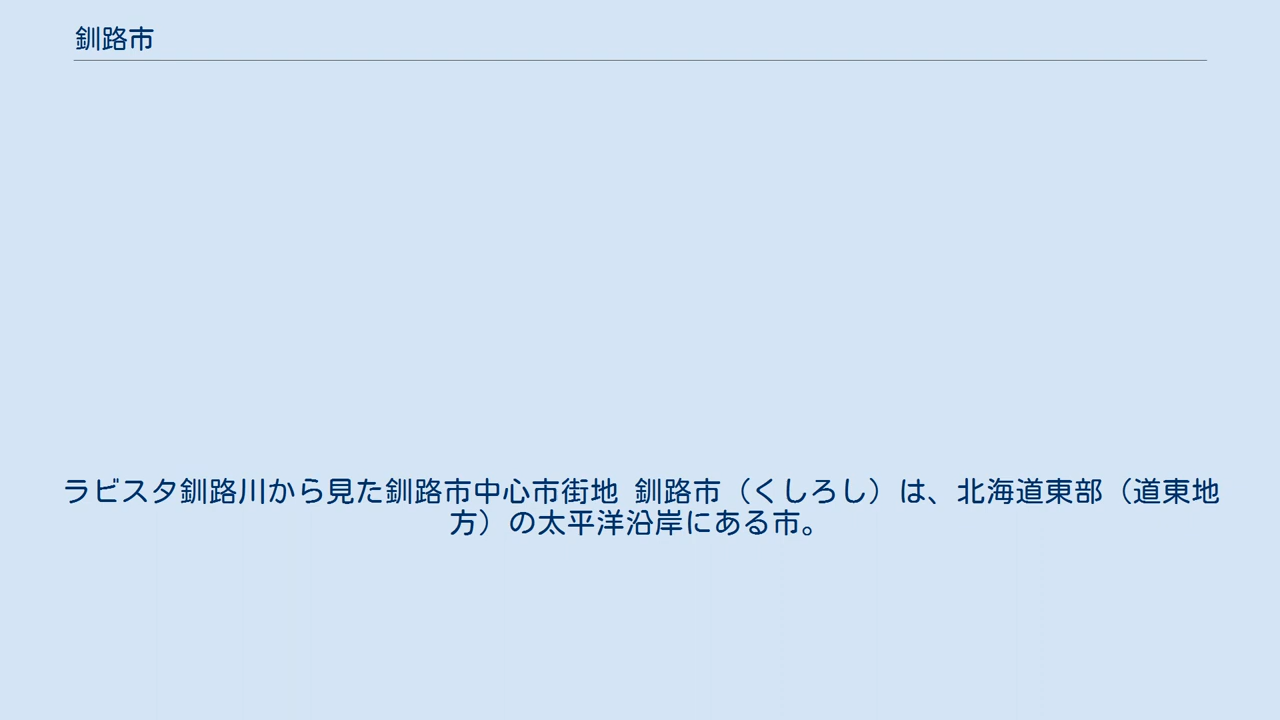 釧路市
ラビスタ釧路川から見た釧路市中心市街地 釧路市（くしろし）は、北海道東部（道東地
方）の太平洋沿岸にある市。